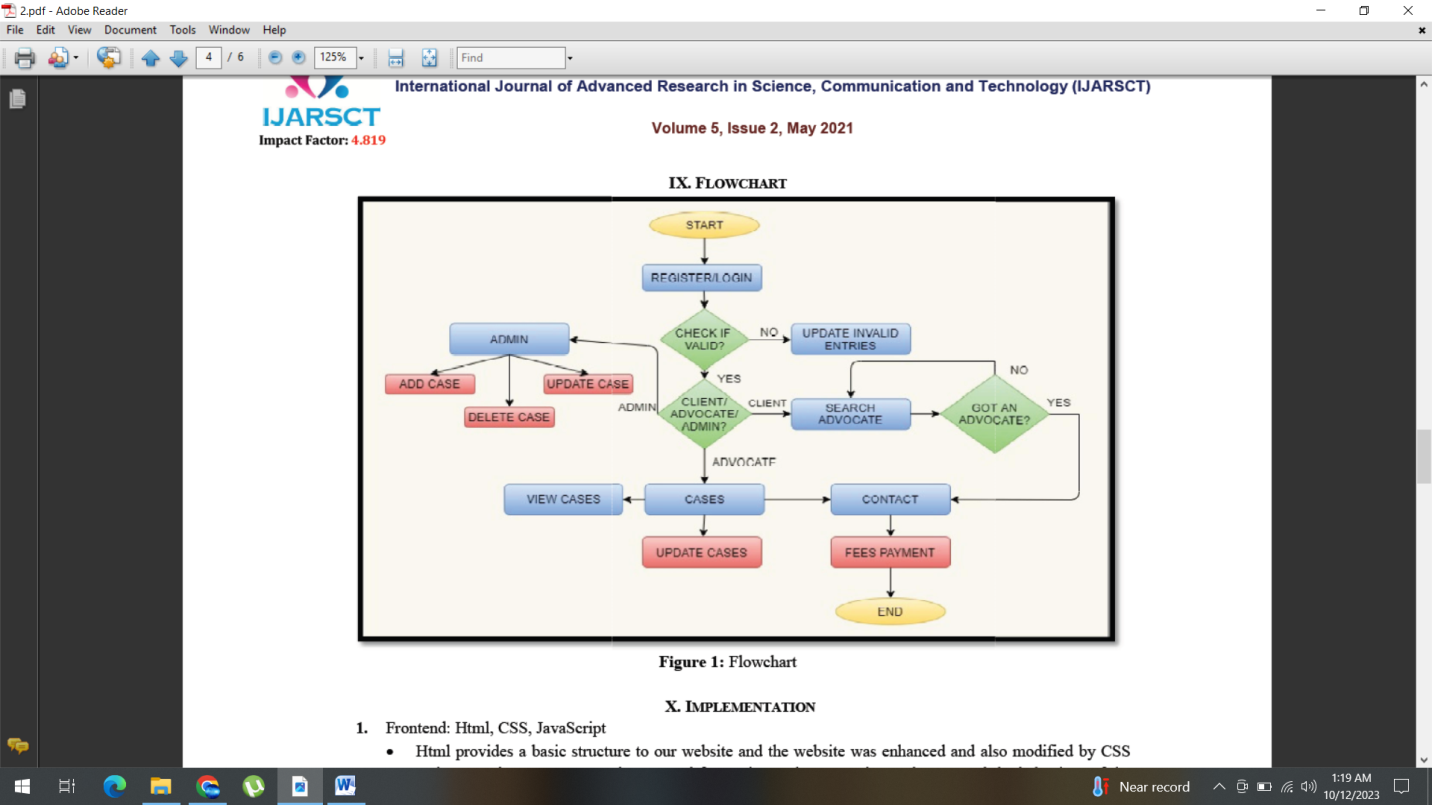 2.pdf - Adobe Reader
File Edit View Document Tools Window Help
4 / 6 125% Find
International Journal of Advanced Research in Science, Communication and Technology (IJARSCT)
IJARSCT
Impact Factor: 4.819
Volume 5, Issue 2, May 2021
IX. FLOWCHART
START
REGISTER/LOGIN
CHECK IF
VALID?
NO
UPDATE INVALID
ENTRIES
YES
ADMIN
ADD CASE
UPDATE CASE
DELETE CASE
ADMIN
CLIENT/
ADVOCATE/
ADMIN?
CLIENT
SEARCH
ADVOCATE
GOT AN
ADVOCATE?
NO
YES
ADVOCATE
VIEW CASES
CASES
CONTACT
UPDATE CASES
FEES PAYMENT
END
Figure 1: Flowchart
X. IMPLEMENTATION
1. Frontend: Html, CSS, JavaScript
• Html provides a basic structure to our website and the website was enhanced and also modified by CSS
Near record
1:19 AM
10/12/2023